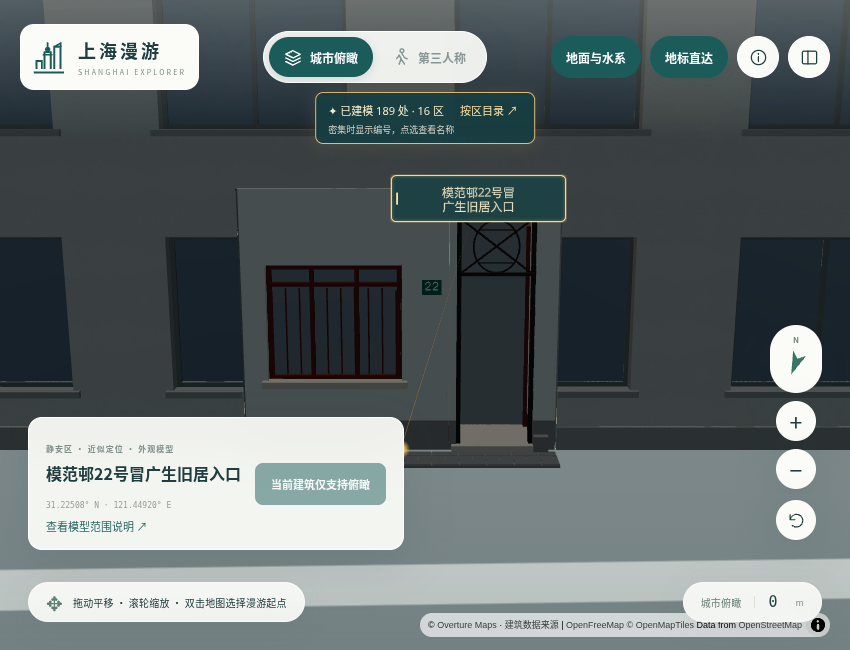 上海漫游
SHANGHAI EXPLORER
城市俯瞰
第三人称
地面与水系
地标直达
✦ 已建模 189 处 · 16 区 按区目录 ↗
密集时显示编号，点选查看名称
模范邨22号冒
广生旧居入口
22
N
静安区 · 近似定位 · 外观模型
模范邨22号冒广生旧居入口
当前建筑仅支持俯瞰
31.22508° N · 121.44920° E
查看模型范围说明 ↗
拖动平移 · 滚轮缩放 · 双击地图选择漫游起点
城市俯瞰 0 m
© Overture Maps · 建筑数据来源 | OpenFreeMap © OpenMapTiles Data from OpenStreetMap